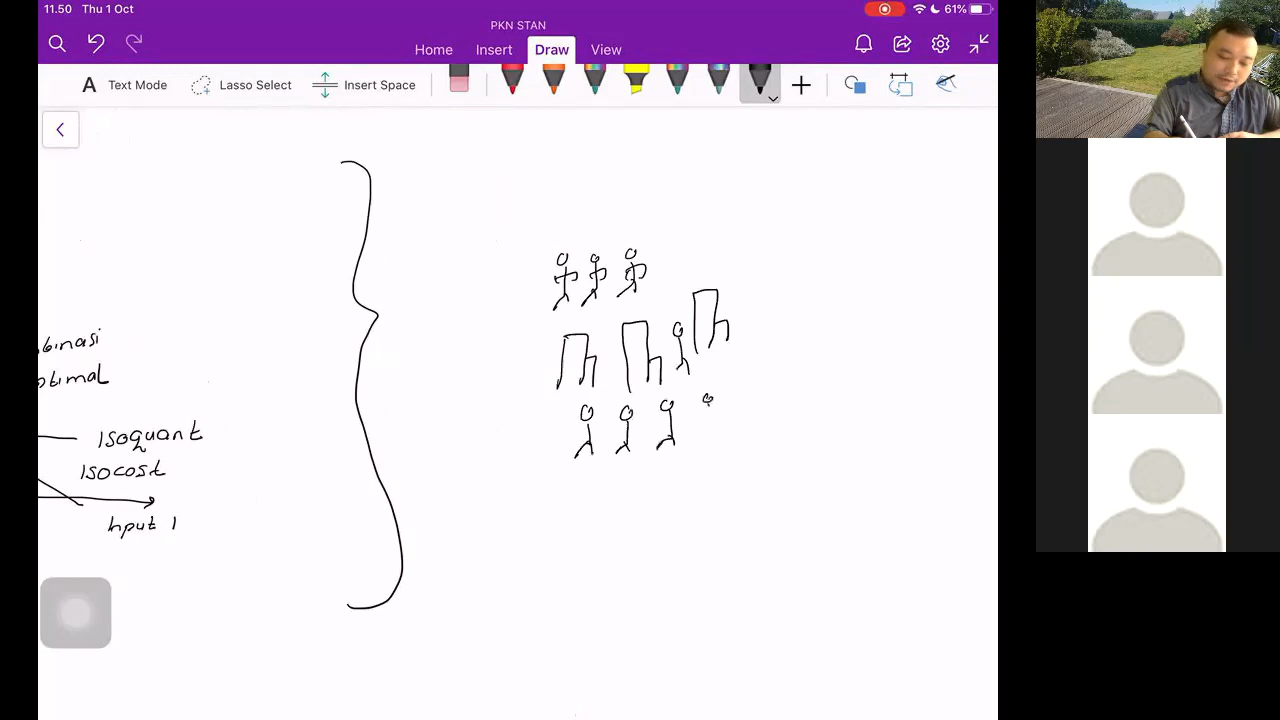 11.50 Thu 1 Oct
61%
PKN STAN
Home Insert Draw View
A Text Mode Lasso Select Insert Space
binasi
ptimal
Isoquant
Isocost
Input 1